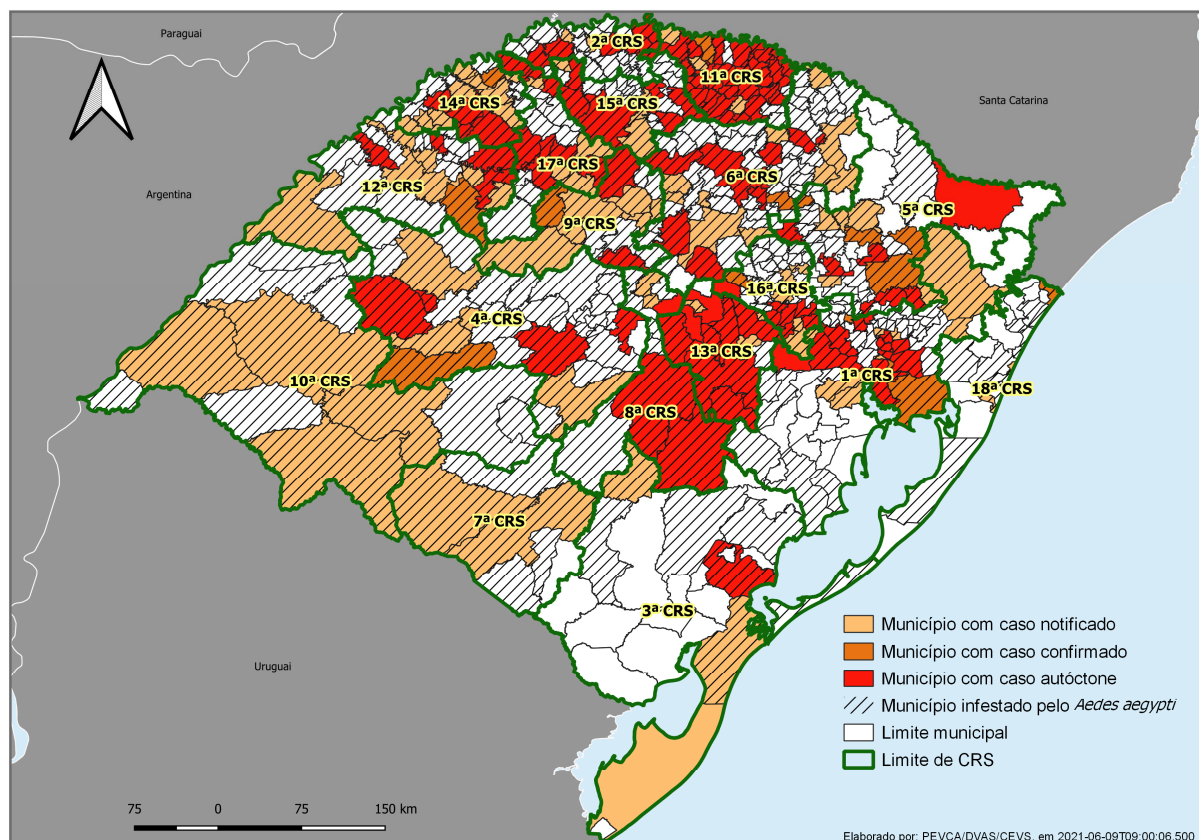 Paraguai
2ª CRS
11ª CRS
14ª CRS
15ª CRS
Santa Catarina
17ª CRS
6ª CRS
12ª CRS
Argentina
9ª CRS
5ª CRS
16ª CRS
4ª CRS
13ª CRS
10ª CRS
1ª CRS
18ª CRS
8ª CRS
7ª CRS
3ª CRS
Uruguai
Município com caso notificado
Município com caso confirmado
Município com caso autóctone
Município infestado pelo Aedes aegypti
Limite municipal
Limite de CRS
75 0 75 150 km
Elaborado por: PEVCA/DVAS/CEVS, em 2021-06-09T09:00:06.500